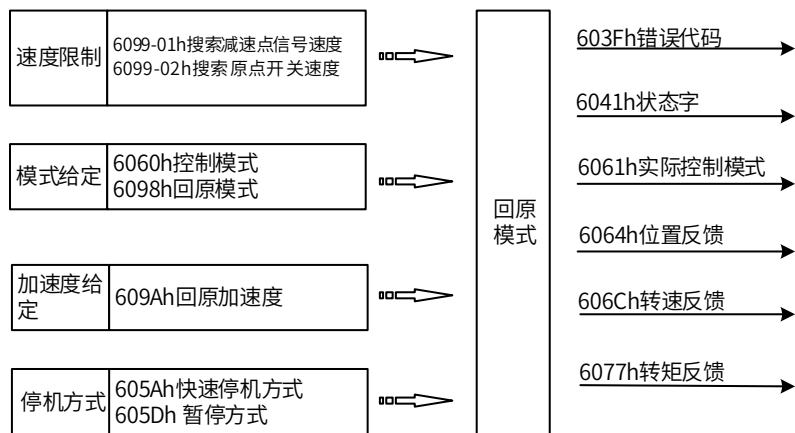 速度限制
6099-01h搜索减速点信号速度
6099-02h搜索原点开关速度
模式给定
6060h控制模式
6098h回原模式
加速度给
定
609Ah回原加速度
停机方式
605Ah快速停机方式
605Dh 暂停方式
回原
模式
603Fh错误代码
6041h状态字
6061h实际控制模式
6064h位置反馈
606Ch转速反馈
6077h转矩反馈